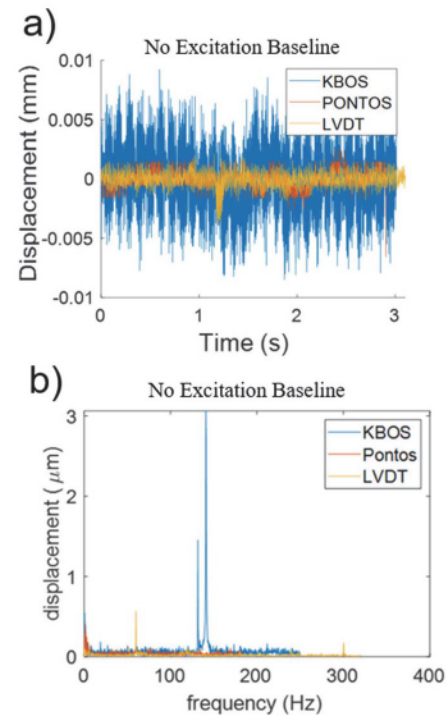 a)
No Excitation Baseline
KBOS
PONTOS
LVDT
0.01
0.005
0
-0.005
-0.01
Displacement (mm)
0 1 2 3
Time (s)
b)
No Excitation Baseline
KBOS
Pontos
LVDT
3
2
1
0
displacement ( μm)
0 100 200 300 400
frequency (Hz)